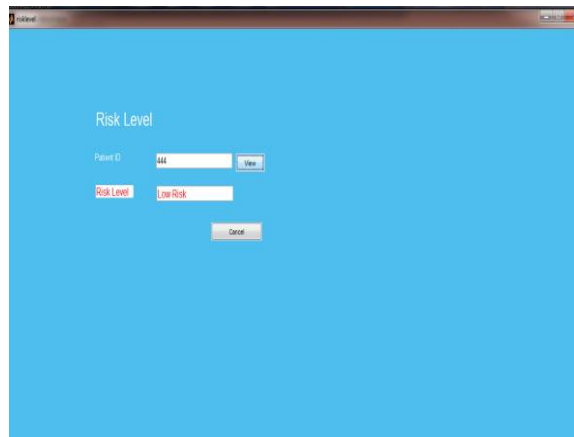 risklevel
Risk Level
Patient ID 444 View
Risk Level Low Risk
Cancel